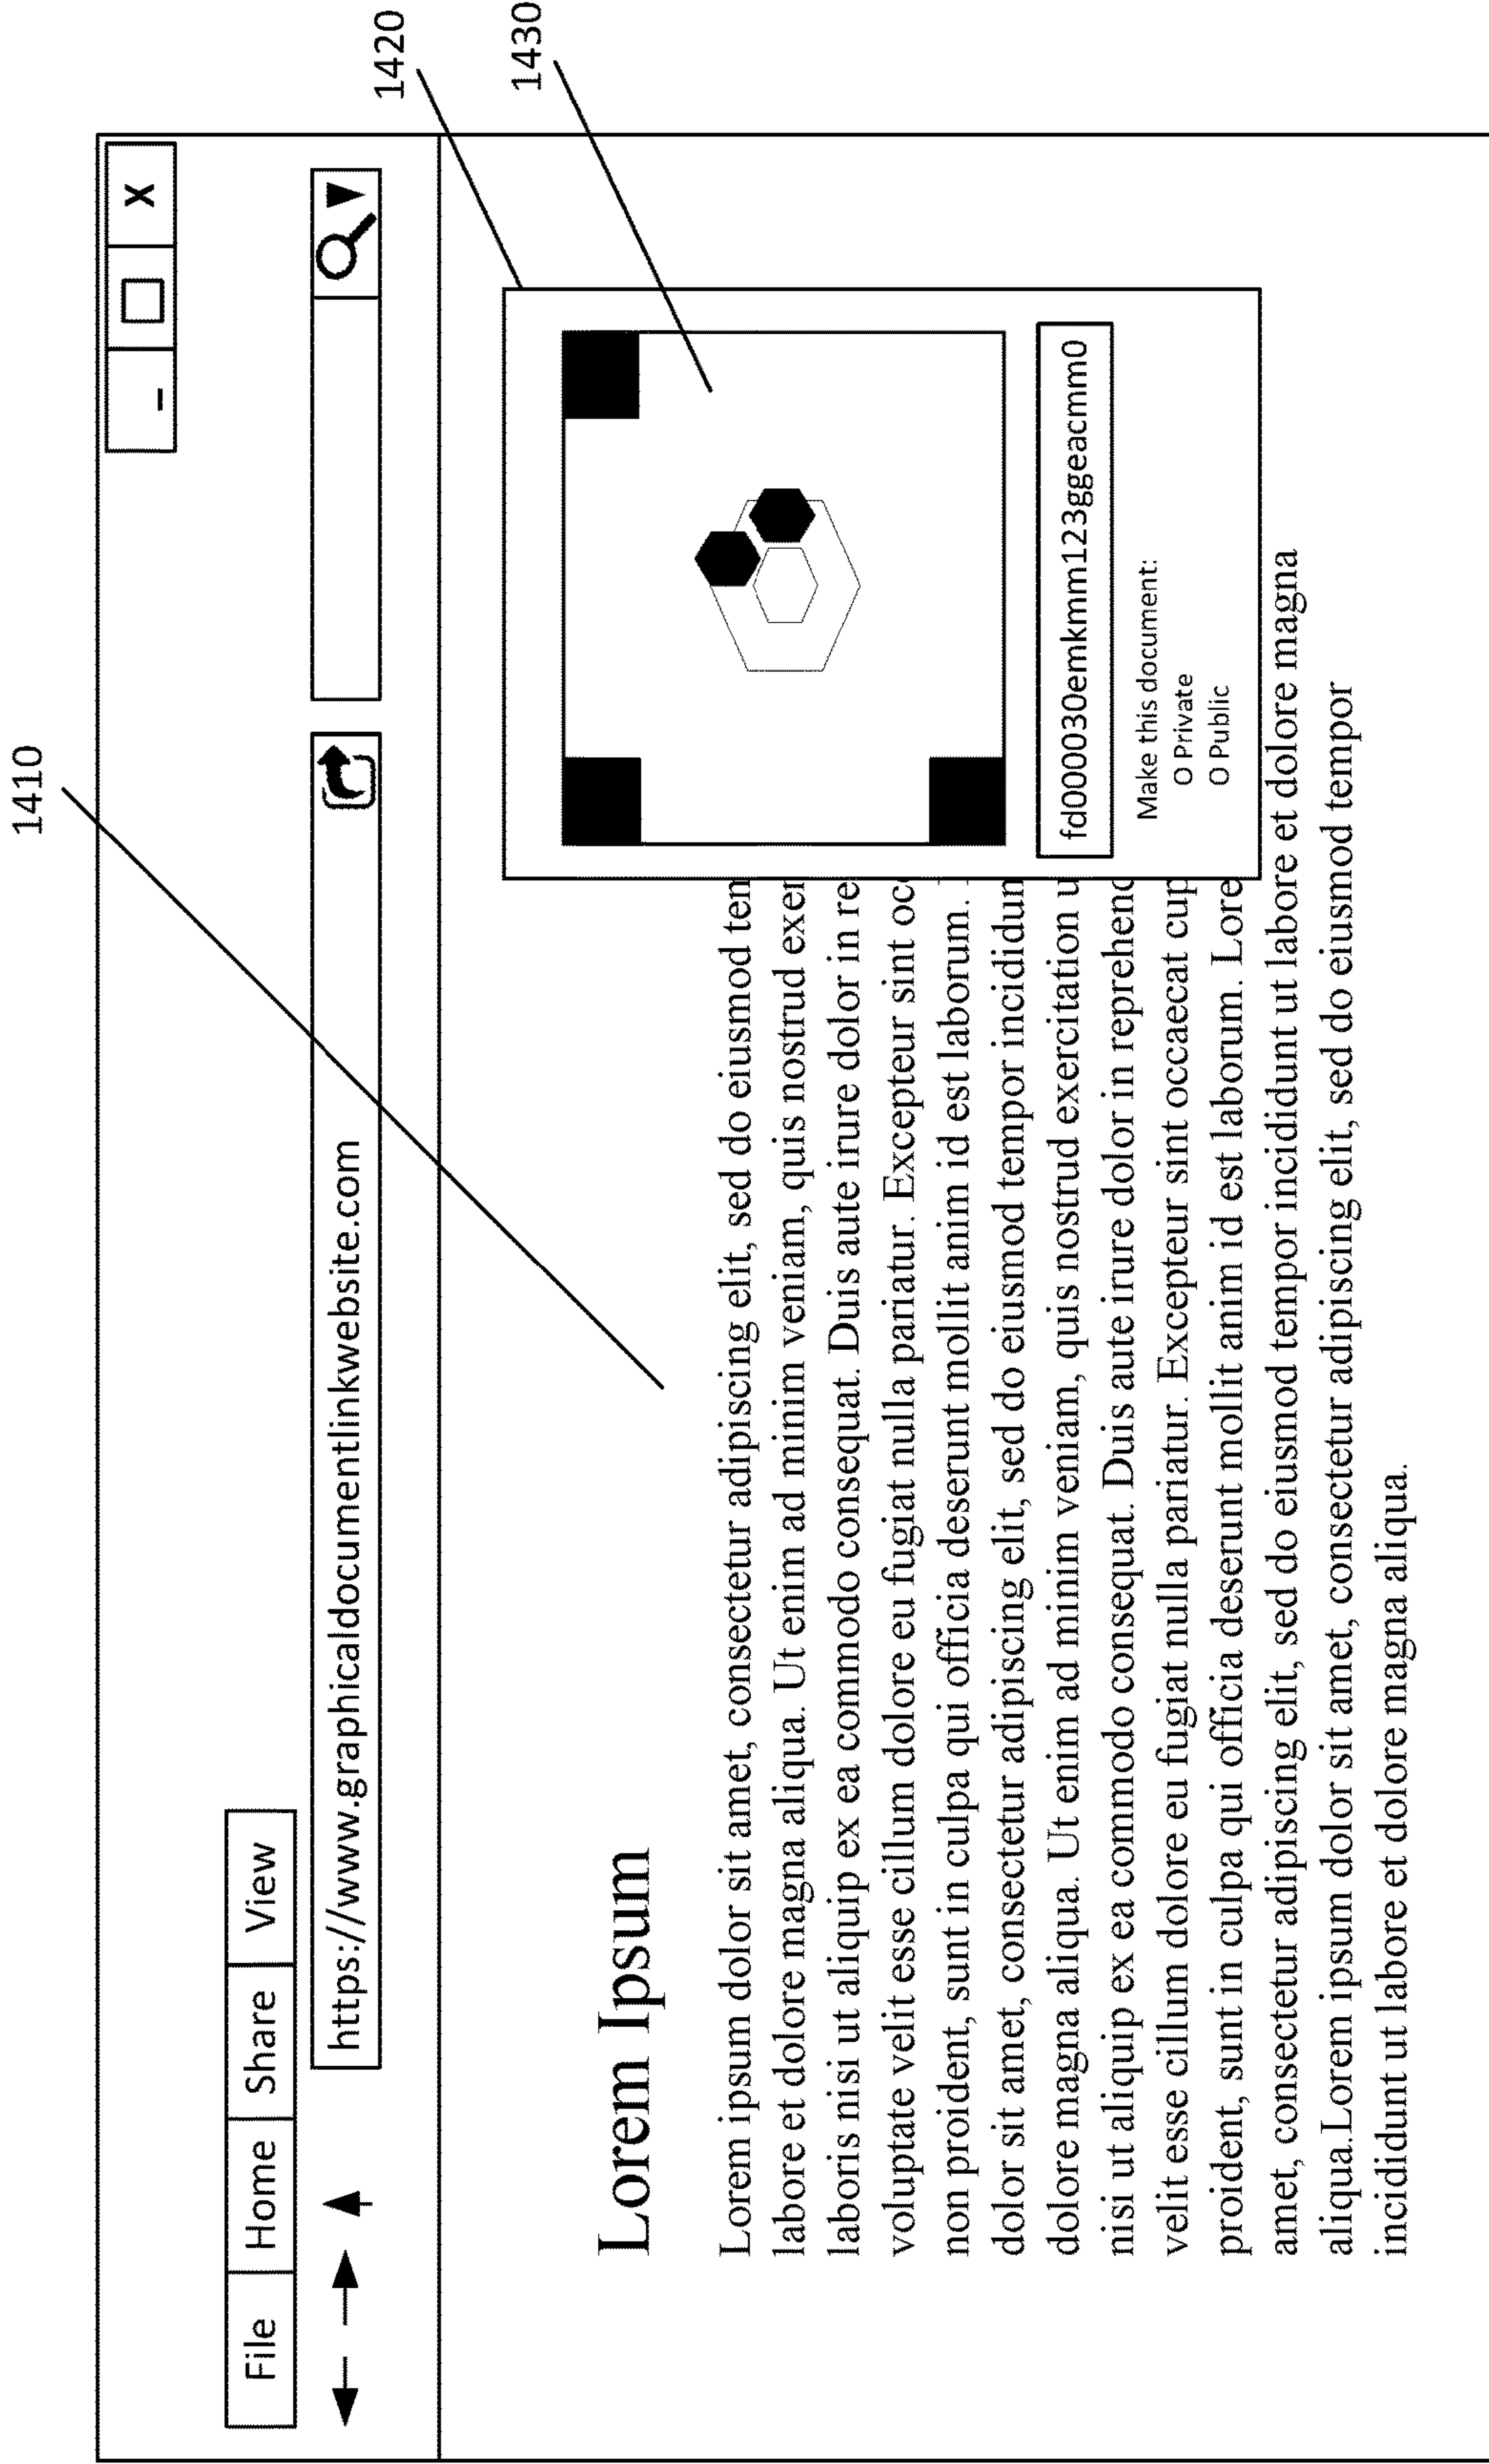 1410
1420
1430
– □ X
File Home Share View
https://www.graphicaldocumentlinkwebsite.com
Lorem Ipsum
Lorem ipsum dolor sit amet, consectetur adipiscing elit, sed do eiusmod tem
labore et dolore magna aliqua. Ut enim ad minim veniam, quis nostrud exer
laboris nisi ut aliquip ex ea commodo consequat. Duis aute irure dolor in re
voluptate velit esse cillum dolore eu fugiat nulla pariatur. Excepteur sint oc
non proident, sunt in culpa qui officia deserunt mollit anim id est laborum.
dolor sit amet, consectetur adipiscing elit, sed do eiusmod tempor incididun
dolore magna aliqua. Ut enim ad minim veniam, quis nostrud exercitation u
nisi ut aliquip ex ea commodo consequat. Duis aute irure dolor in reprehend
velit esse cillum dolore eu fugiat nulla pariatur. Excepteur sint occaecat cup
proident, sunt in culpa qui officia deserunt mollit anim id est laborum. Lore
amet, consectetur adipiscing elit, sed do eiusmod tempor incididunt ut labore et dolore magna
aliqua.Lorem ipsum dolor sit amet, consectetur adipiscing elit, sed do eiusmod tempor
incididunt ut labore et dolore magna aliqua.
fd000030emkmm123ggeacmm0
Make this document:
O Private
O Public